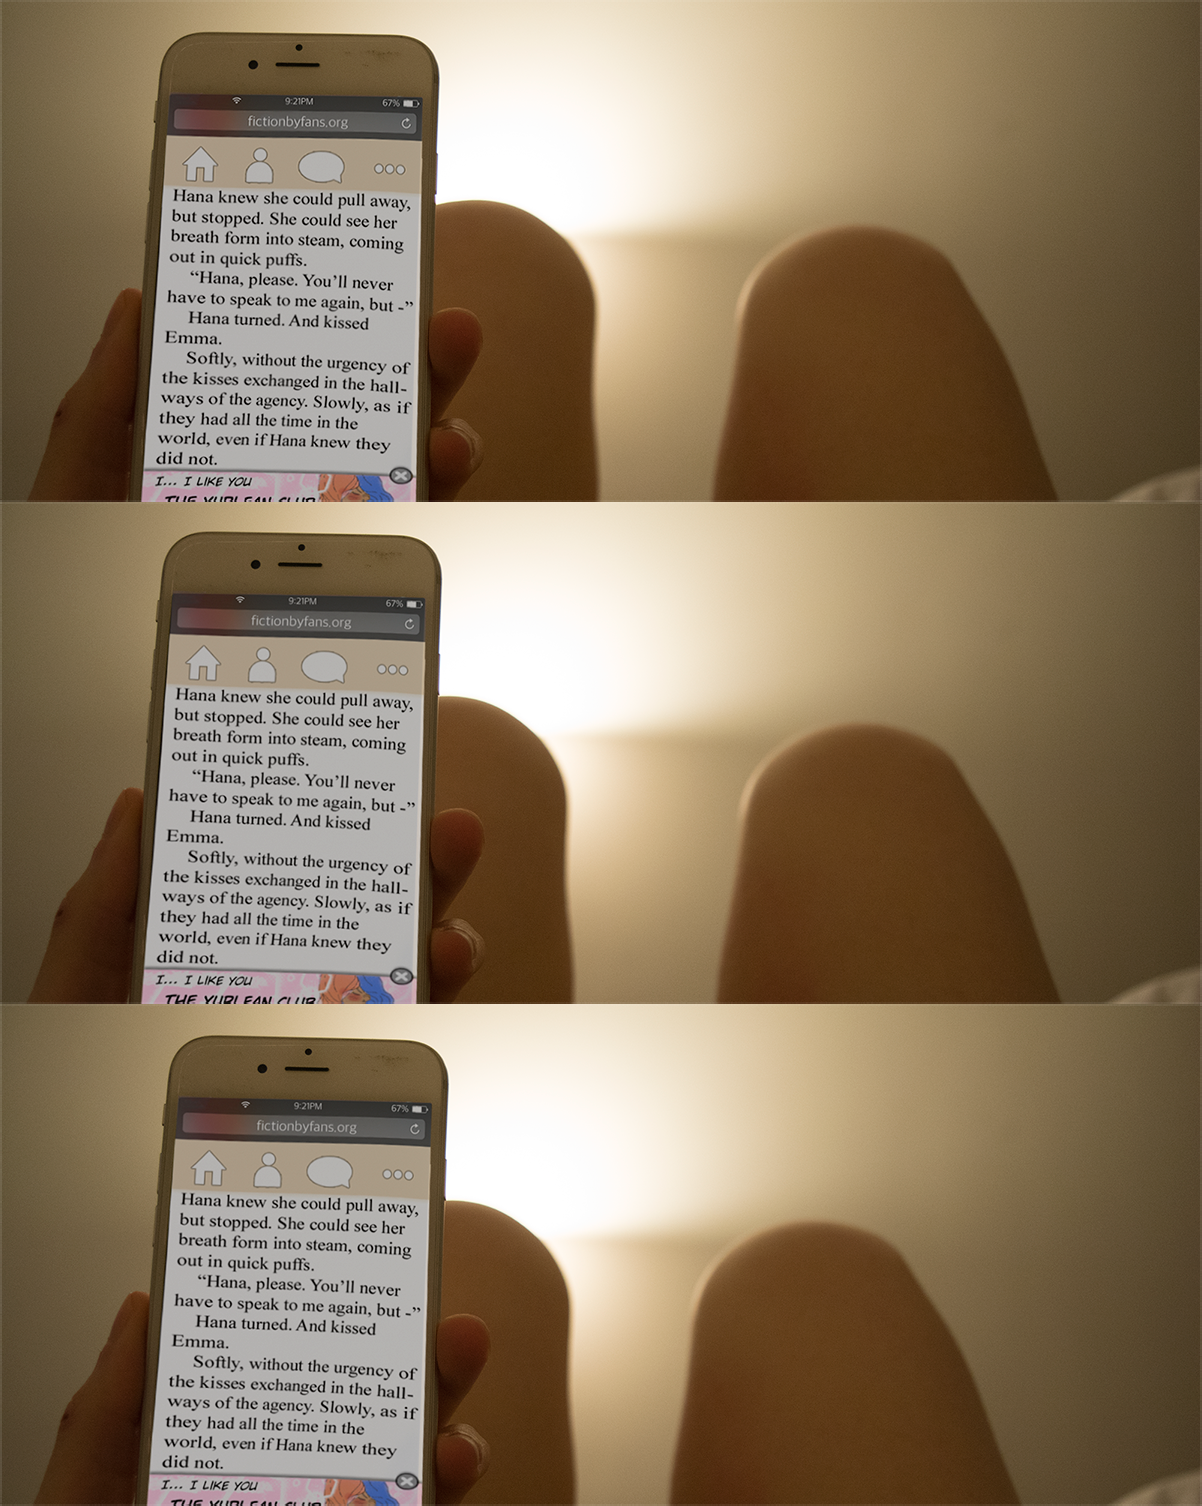 9:21PM 67%
fictionbyfans.org
Hana knew she could pull away,
but stopped. She could see her
breath form into steam, coming
out in quick puffs.
“Hana, please. You’ll never
have to speak to me again, but -”
Hana turned. And kissed
Emma.
Softly, without the urgency of
the kisses exchanged in the hall-
ways of the agency. Slowly, as if
they had all the time in the
world, even if Hana knew they
did not.
I... I LIKE YOU
THE YURI FAN CLUB
9:21PM 67%
fictionbyfans.org
Hana knew she could pull away,
but stopped. She could see her
breath form into steam, coming
out in quick puffs.
“Hana, please. You’ll never
have to speak to me again, but -”
Hana turned. And kissed
Emma.
Softly, without the urgency of
the kisses exchanged in the hall-
ways of the agency. Slowly, as if
they had all the time in the
world, even if Hana knew they
did not.
I... I LIKE YOU
THE YURI FAN CLUB
9:21PM 67%
fictionbyfans.org
Hana knew she could pull away,
but stopped. She could see her
breath form into steam, coming
out in quick puffs.
“Hana, please. You’ll never
have to speak to me again, but -”
Hana turned. And kissed
Emma.
Softly, without the urgency of
the kisses exchanged in the hall-
ways of the agency. Slowly, as if
they had all the time in the
world, even if Hana knew they
did not.
I... I LIKE YOU
THE YURI FAN CLUB